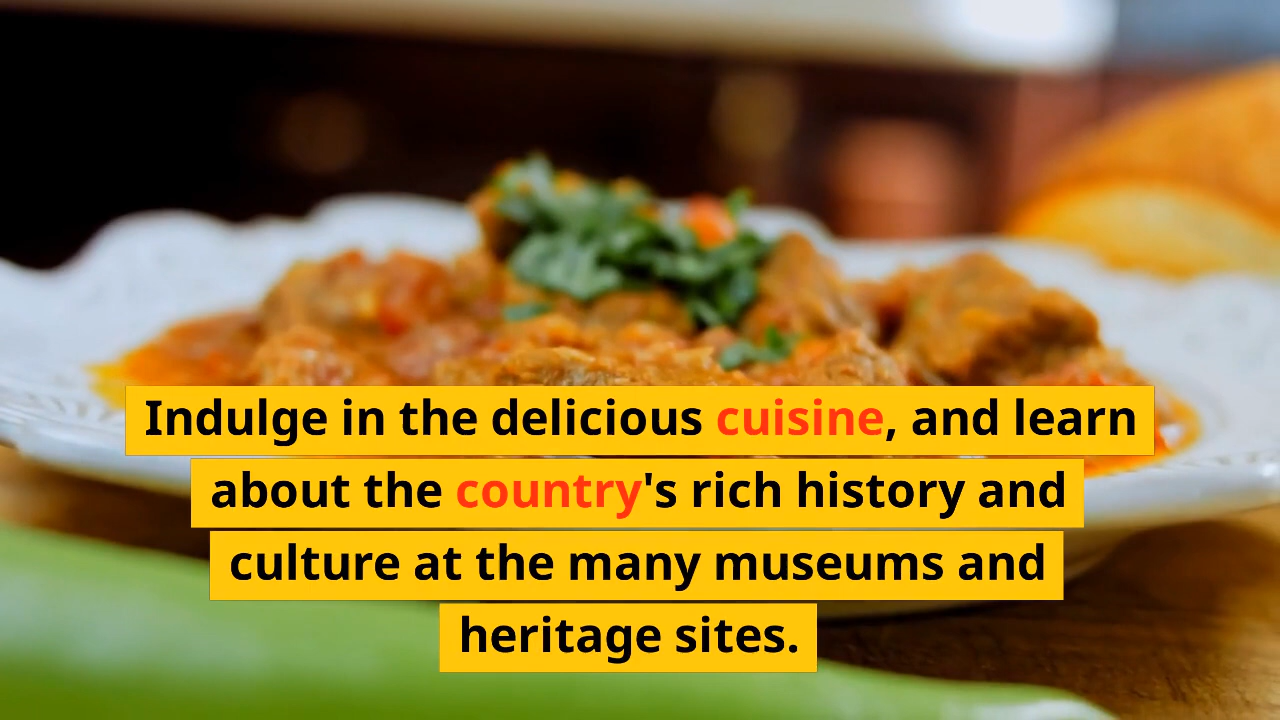 Indulge in the delicious cuisine, and learn
about the country's rich history and
culture at the many museums and
heritage sites.